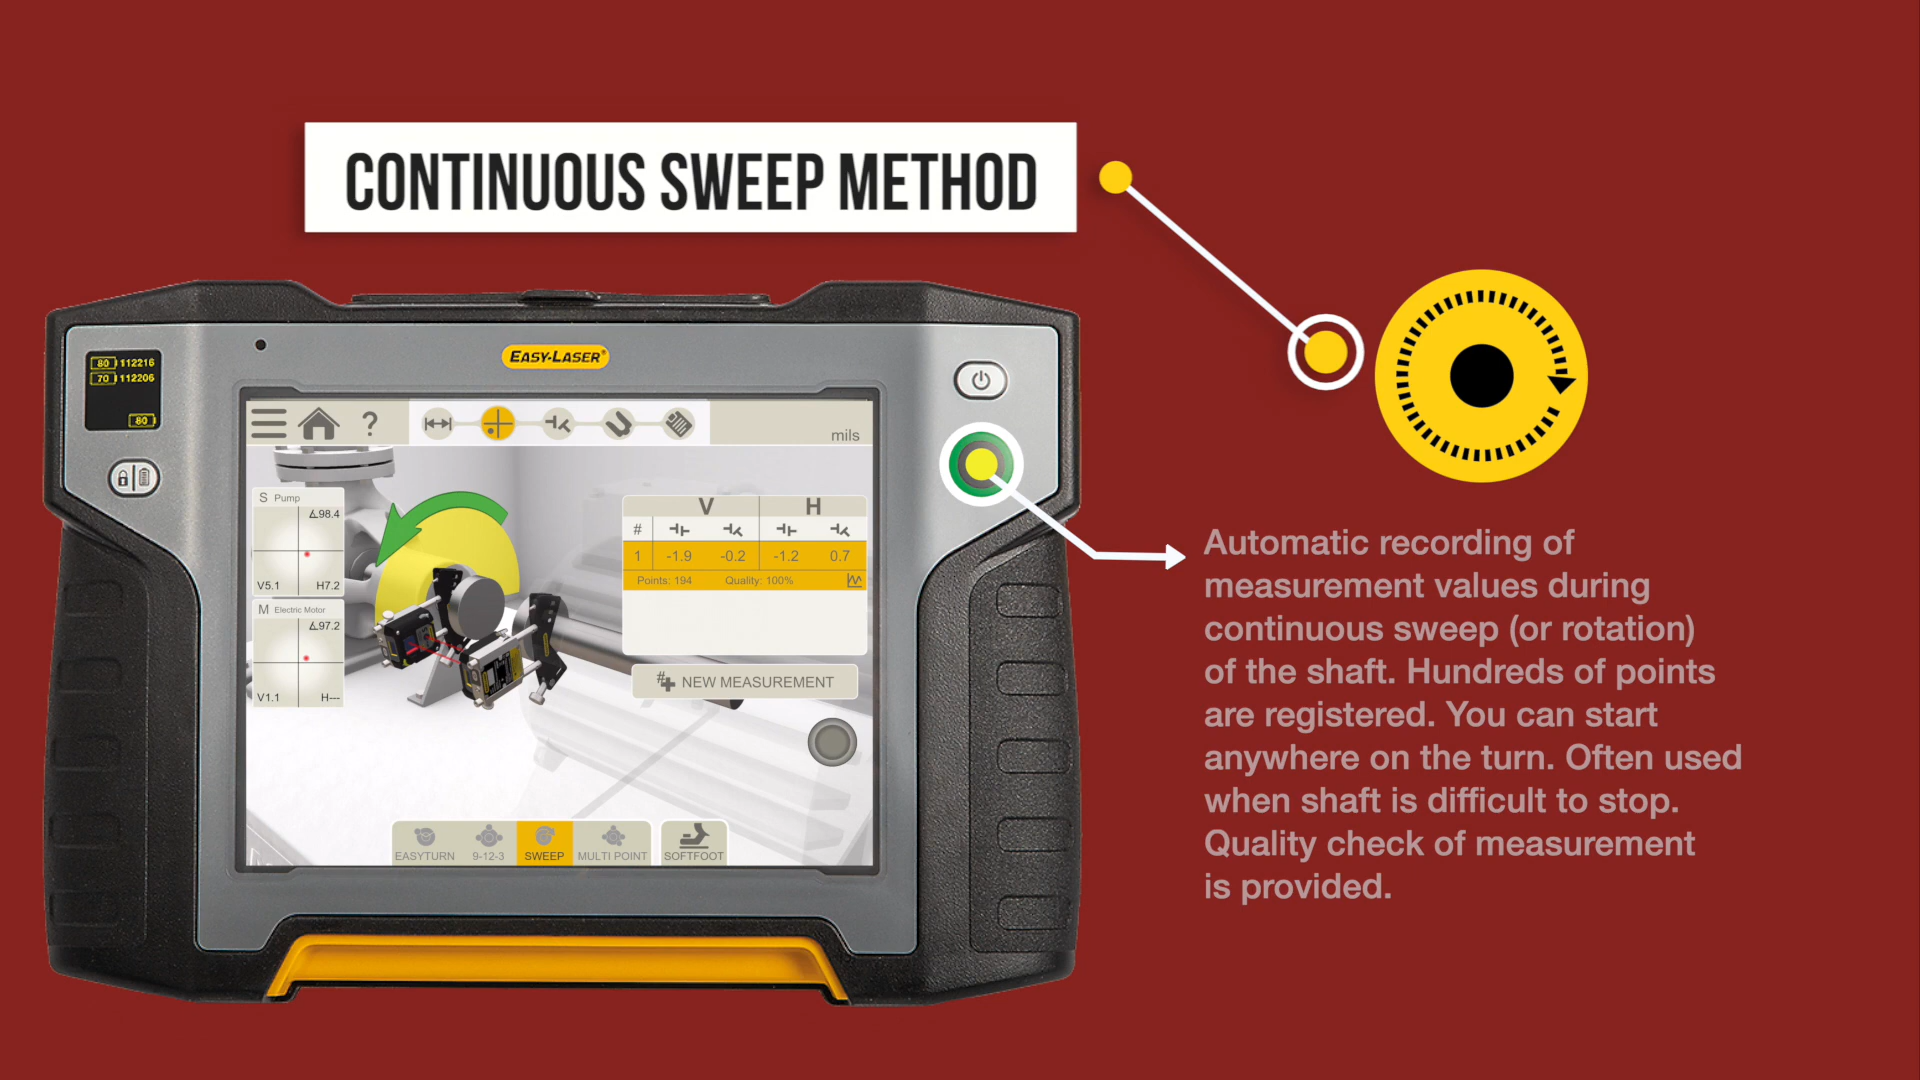 CONTINUOUS SWEEP METHOD
EASY-LASER®
80 112216
70 112206
80
?
mils
S Pump
∡98.4
V5.1 H7.2
M Electric Motor
∡97.2
V1.1 H---
V H
#
1 -1.9 -0.2 -1.2 0.7
Points: 194 Quality: 100%
NEW MEASUREMENT
EASYTURN 9-12-3 SWEEP MULTI POINT SOFTFOOT
Automatic recording of
measurement values during
continuous sweep (or rotation)
of the shaft. Hundreds of points
are registered. You can start
anywhere on the turn. Often used
when shaft is difficult to stop.
Quality check of measurement
is provided.